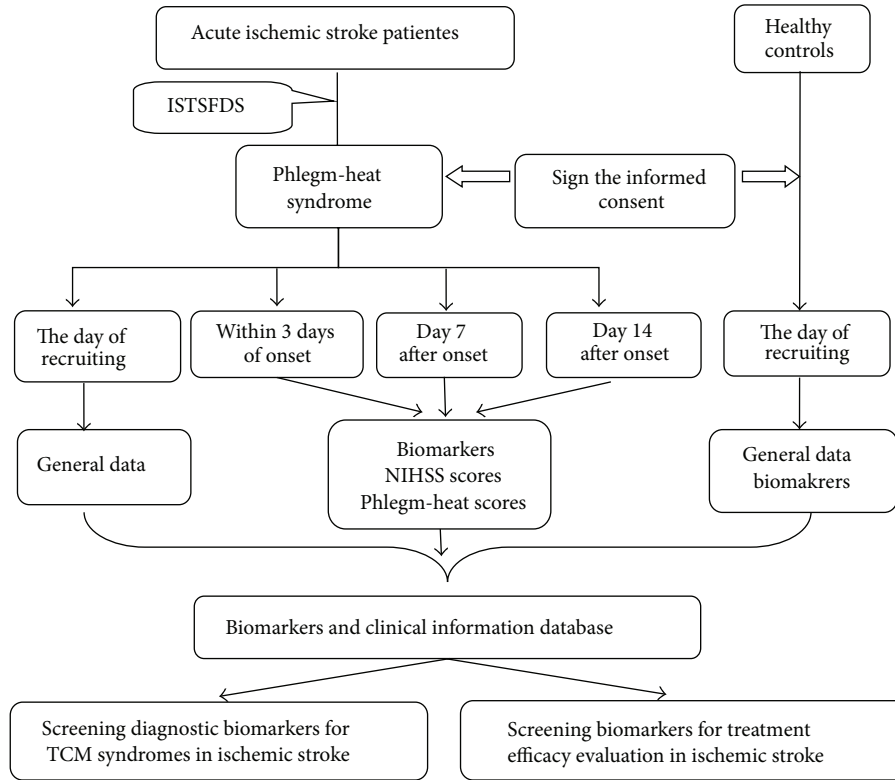 Acute ischemic stroke patientes
Healthy
controls
ISTSFDS
Phlegm-heat
syndrome
Sign the informed
consent
The day of
recruiting
Within 3 days
of onset
Day 7
after onset
Day 14
after onset
The day of
recruiting
General data
Biomarkers
NIHSS scores
Phlegm-heat scores
General data
biomakrers
Biomarkers and clinical information database
Screening diagnostic biomarkers for
TCM syndromes in ischemic stroke
Screening biomarkers for treatment
efficacy evaluation in ischemic stroke